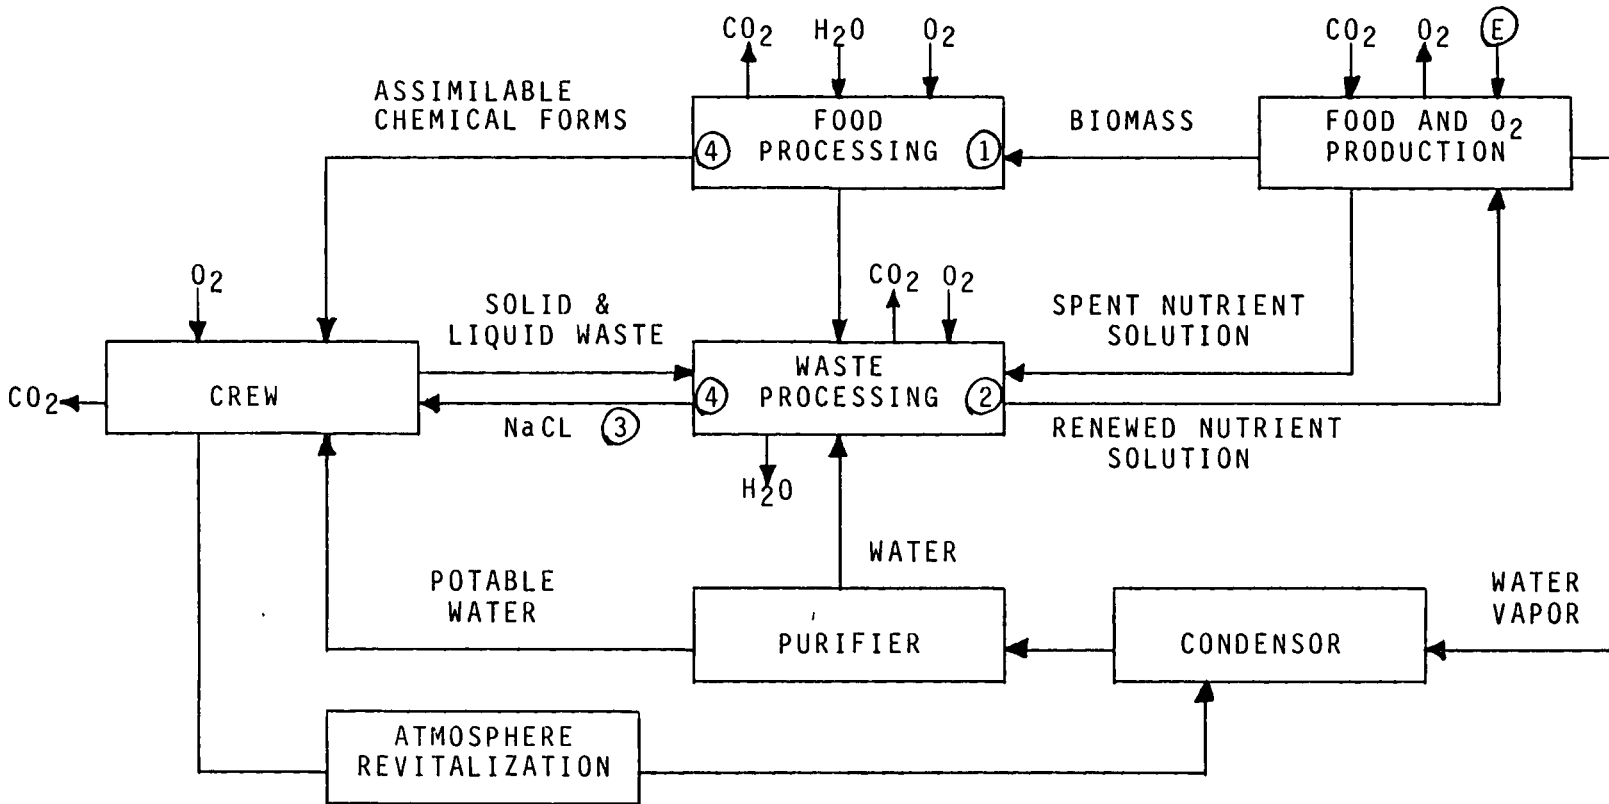 CO2
H2O
O2
CO2
O2
E
ASSIMILABLE
CHEMICAL FORMS
FOOD
PROCESSING
4
1
BIOMASS
FOOD AND O2
PRODUCTION
O2
SOLID &
LIQUID WASTE
CO2
O2
SPENT NUTRIENT
SOLUTION
CO2
CREW
WASTE
PROCESSING
4
2
NaCL
3
RENEWED NUTRIENT
SOLUTION
H2O
WATER
POTABLE
WATER
WATER
VAPOR
PURIFIER
CONDENSOR
ATMOSPHERE
REVITALIZATION